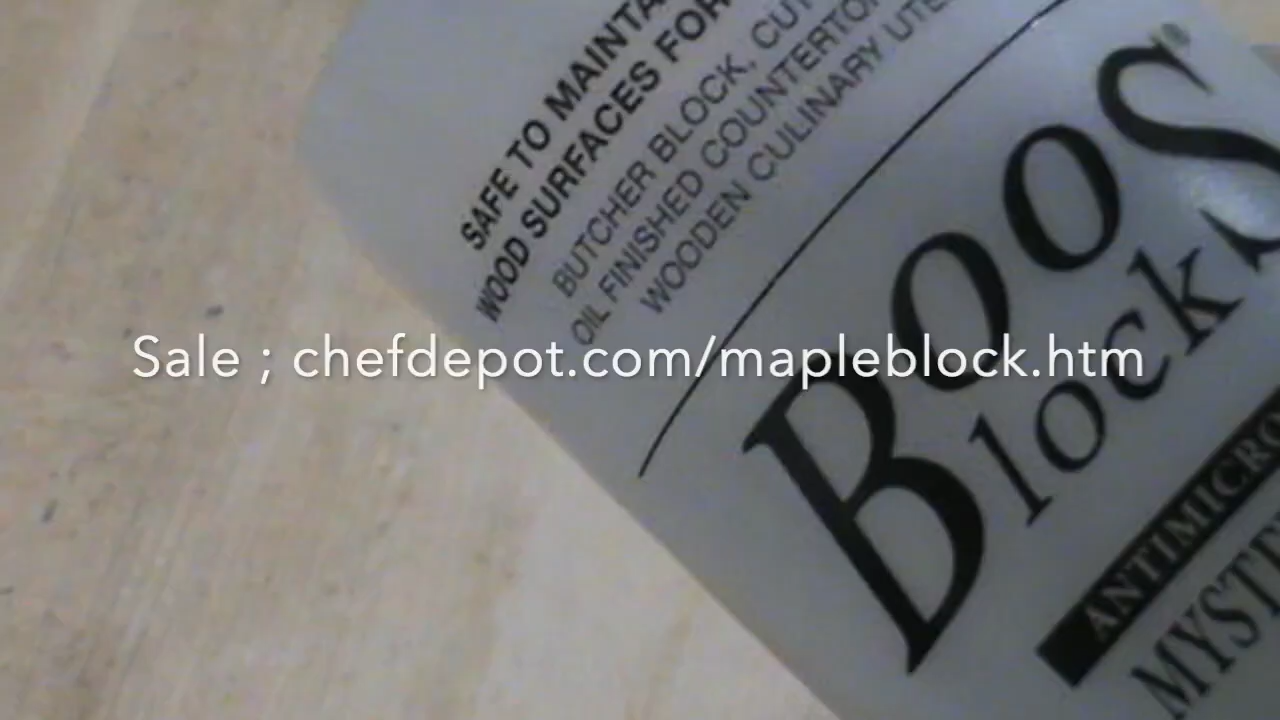 SAFE TO MAINTA
WOOD SURFACES FOR
BUTCHER BLOCK, CUT
OIL FINISHED COUNTERTO
WOODEN CULINARY UTE
BooS®
Block
ANTIMICRO
MYST
Sale ; chefdepot.com/mapleblock.htm